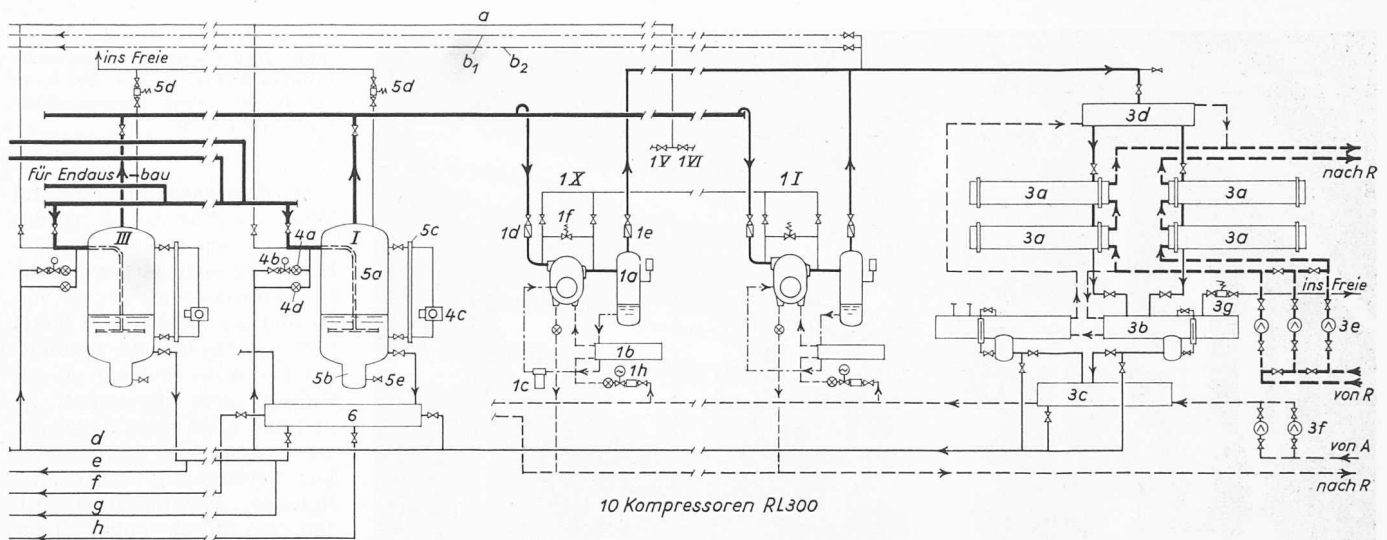 a
ins Freie
b1 b2
5d 5d
3d
Für Endaus-bau
1V 1VI
nach R
1X 1I
3a 3a
1f
1d 1e
III I
5c
4a
4b
5a
1a
3a 3a
4d
4c
ins Freie
3g
3b
3e
1b
5b 5e
1c 1h
3c
von R
6
3f
d
von A
e
f
nach R
g
10 Kompressoren RL300
h